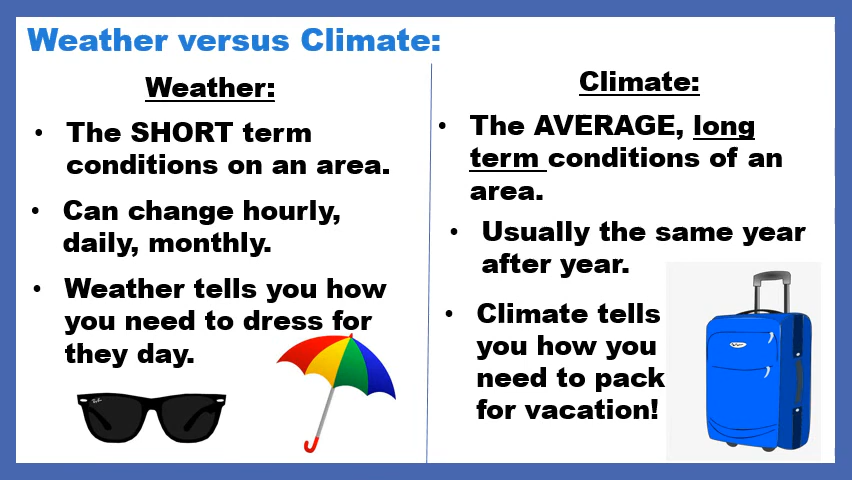 Weather versus Climate:
Weather:
• The SHORT term
conditions on an area.
• Can change hourly,
daily, monthly.
• Weather tells you how
you need to dress for
they day.
Ray-Ban
Climate:
• The AVERAGE, long
term conditions of an
area.
• Usually the same year
after year.
• Climate tells
you how you
need to pack
for vacation!